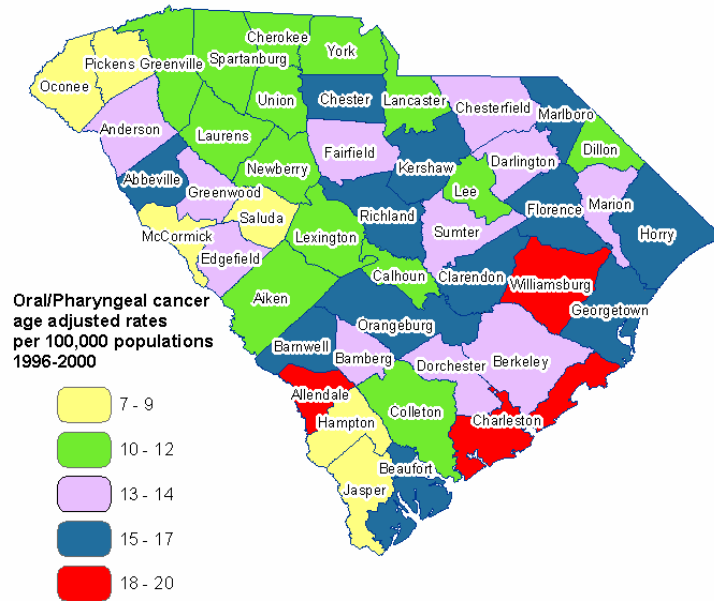 Cherokee
York
Pickens Greenville
Spartanburg
Oconee
Union
Chester
Lancaster
Chesterfield
Marlboro
Anderson
Laurens
Fairfield
Kershaw
Darlington
Dillon
Abbeville
Newberry
Greenwood
Lee
Saluda
Richland
Florence
Marion
Horry
McCormick
Lexington
Sumter
Edgefield
Calhoun
Clarendon
Williamsburg
Aiken
Georgetown
Orangeburg
Barnwell
Bamberg
Dorchester
Berkeley
Allendale
Hampton
Colleton
Charleston
Beaufort
Jasper
Oral/Pharyngeal cancer
age adjusted rates
per 100,000 populations
1996-2000
7 - 9
10 - 12
13 - 14
15 - 17
18 - 20